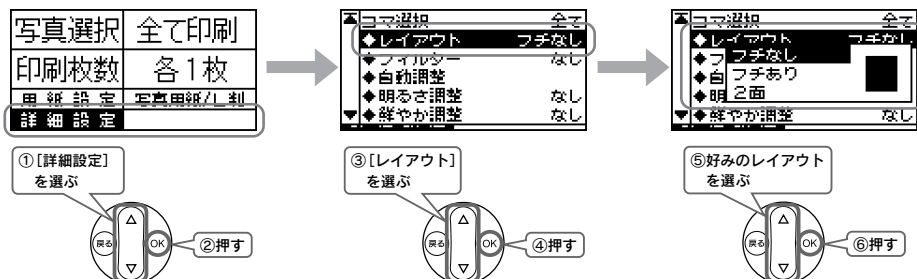 写真選択 全て印刷
印刷枚数 各1枚
用紙設定 写真用紙/L判
詳細設定
コマ選択 全て
◆レイアウト フチなし
◆フィルター なし
◆自動調整
◆明るさ調整 なし
◆鮮やか調整 なし
コマ選択 全て
◆レイアウト フチなし
◆フ フチなし
◆自 フチあり
◆明 2面
◆鮮やか調整 なし
①[詳細設定]
を選ぶ
戻る
OK
②押す
③[レイアウト]
を選ぶ
戻る
OK
④押す
⑤好みのレイアウト
を選ぶ
戻る
OK
⑥押す